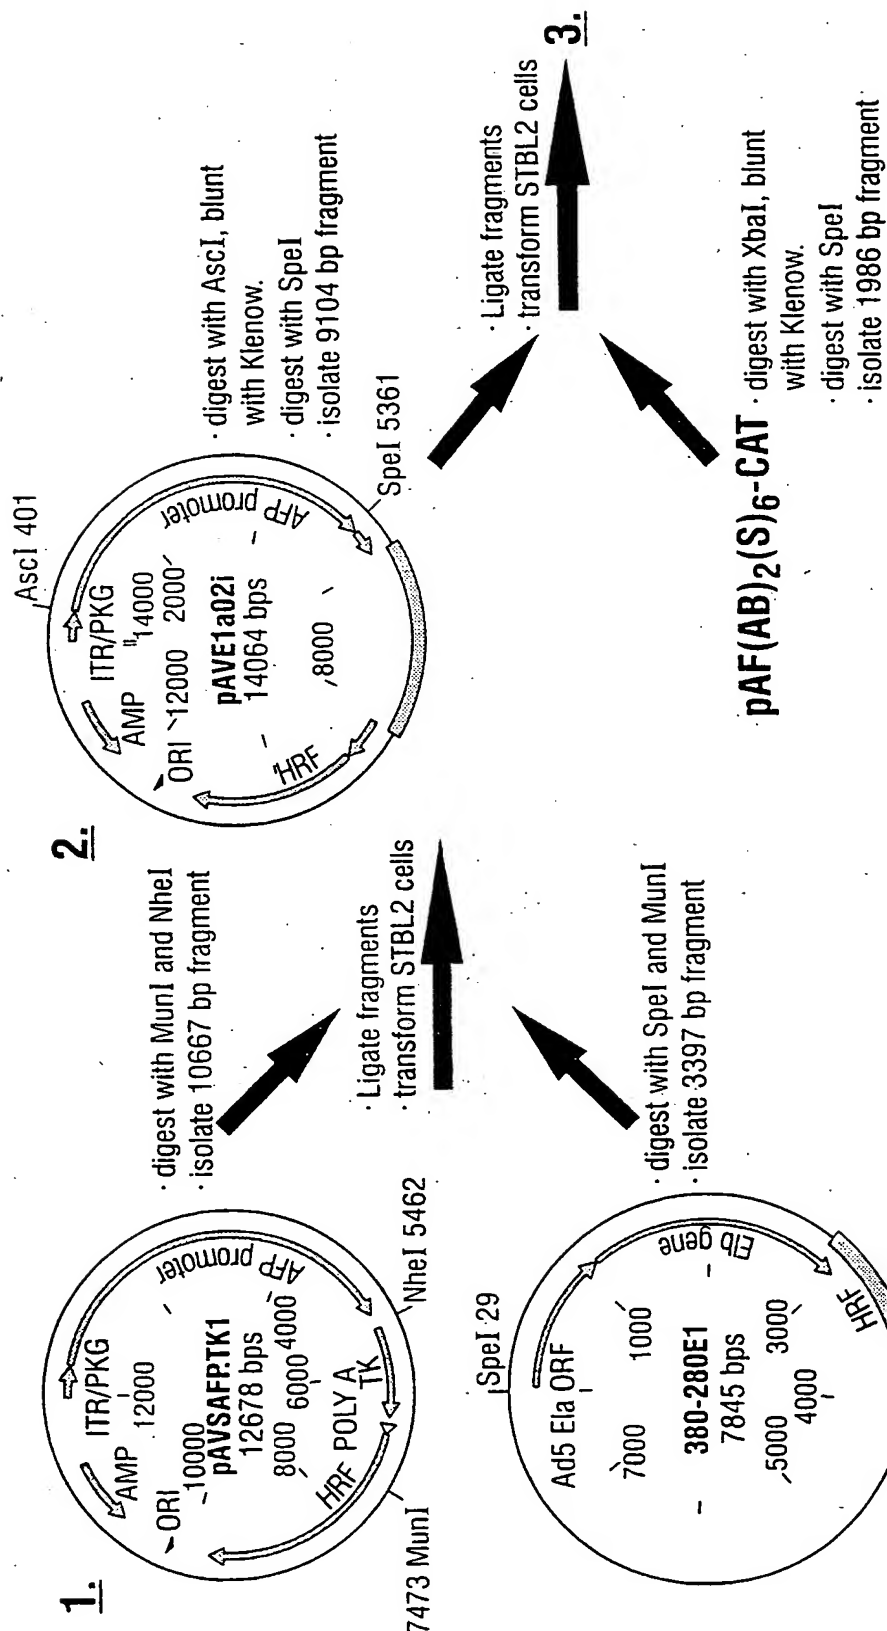 1.
ITR/PKG
AMP
12000
ORI
10000
pAVSAFP.TK1
12678 bps
8000
6000
4000
AFP promoter
HRF
POLY A
TK
NheI 5462
7473 MunI
· digest with MunI and NheI
· isolate 10667 bp fragment
SpeI 29
Ad5 Ela ORF
Elb gene
7000
1000
380-280E1
7845 bps
5000
3000
4000
HRF
· digest with SpeI and MunI
· isolate 3397 bp fragment
· Ligate fragments
· transform STBL2 cells
2.
AscI 401
ITR/PKG
AMP
14000
ORI
12000
2000
pAVE1a02i
14064 bps
8000
AFP promoter
HRF
SpeI 5361
· digest with AscI, blunt
with Klenow.
· digest with SpeI
· isolate 9104 bp fragment
pAF(AB)2(S)6-CAT
· digest with XbaI, blunt
with Klenow.
· digest with SpeI
· isolate 1986 bp fragment
· Ligate fragments
· transform STBL2 cells
3.